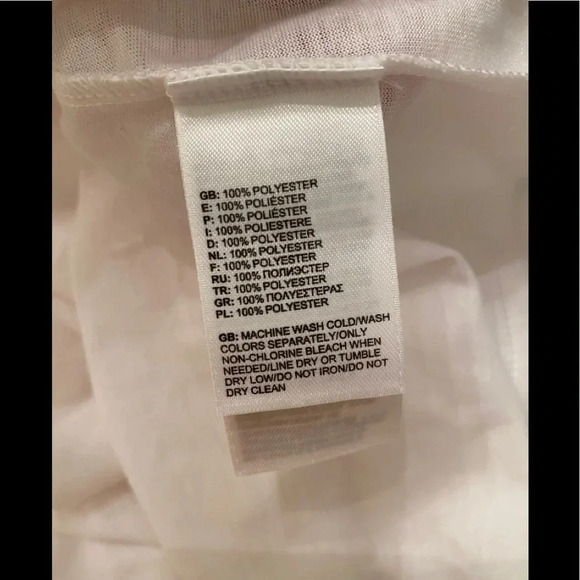 GB: 100% POLYESTER
E: 100% POLIÉSTER
P: 100% POLIÉSTER
I: 100% POLIESTERE
D: 100% POLYESTER
NL: 100% POLYESTER
F: 100% POLYESTER
RU: 100% ПОЛИЭСТЕР
TR: 100% POLYESTER
GR: 100% ΠΟΛΥΕΣΤΕΡΑΣ
PL: 100% POLYESTER
GB: MACHINE WASH COLD/WASH
COLORS SEPARATELY/ONLY
NON-CHLORINE BLEACH WHEN
NEEDED/LINE DRY OR TUMBLE
DRY LOW/DO NOT IRON/DO NOT
DRY CLEAN